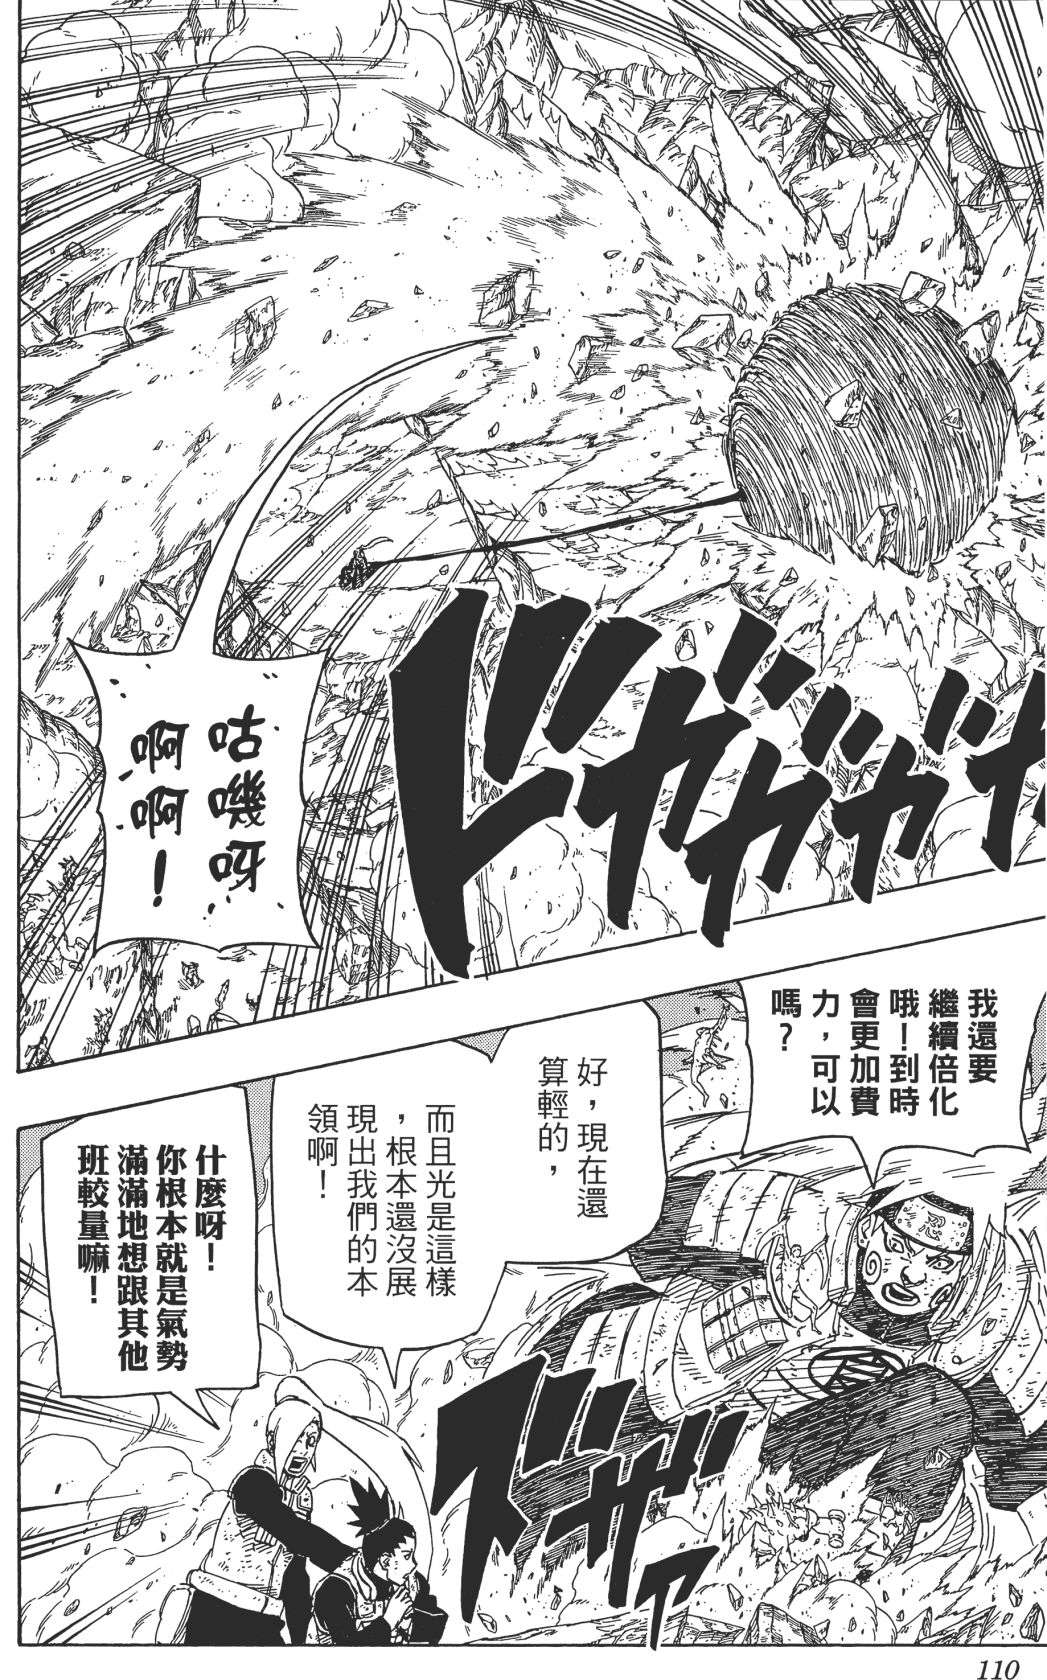 咕嘰呀
啊啊！
ドガガガガ
我還要
繼續倍化
哦！到時
會更加費
力，可以
嗎？
好，現在還
算輕的，
而且光是這樣
，根本還沒展
現出我們的本
領啊！
什麼呀！
你根本就是氣勢
滿滿地想跟其他
班較量嘛！
ズザザァ
110